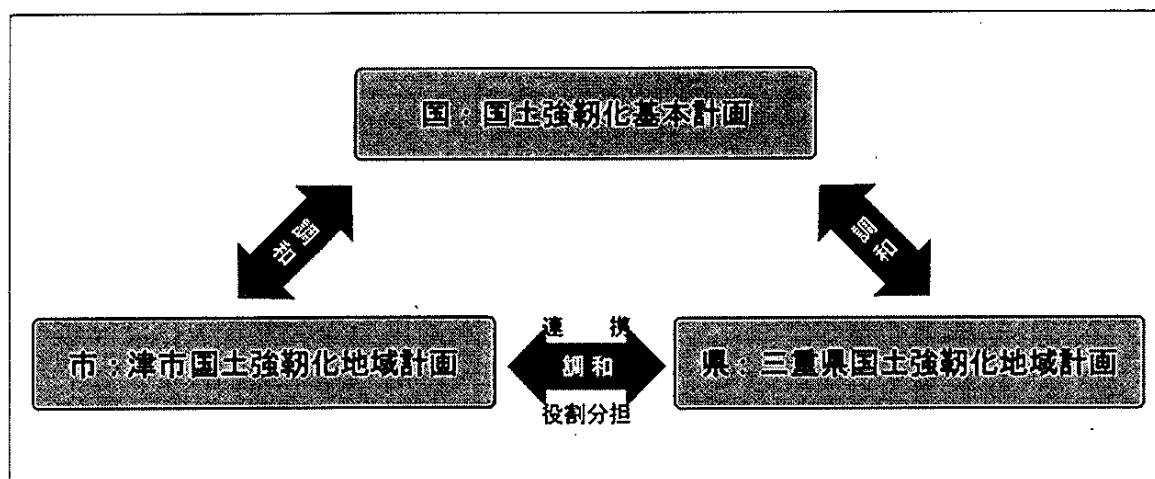 国：国土強靭化基本計画
調和
調和
市：津市国土強靭化地域計画
連携
調和
役割分担
県：三重県国土強靭化地域計画